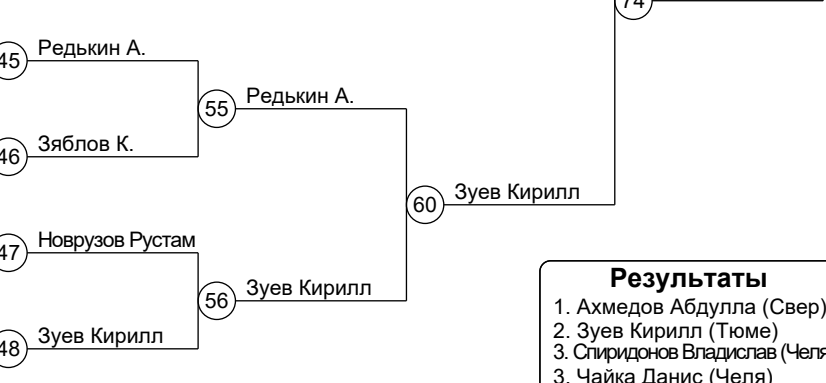 74
45
Редькин А.
55
Редькин А.
46
Зяблов К.
60
Зуев Кирилл
47
Новрузов Рустам
56
Зуев Кирилл
48
Зуев Кирилл
Результаты
1. Ахмедов Абдулла (Свер)
2. Зуев Кирилл (Тюме)
3. Спиридонов Владислав (Челя
3. Чайка Данис (Челя)